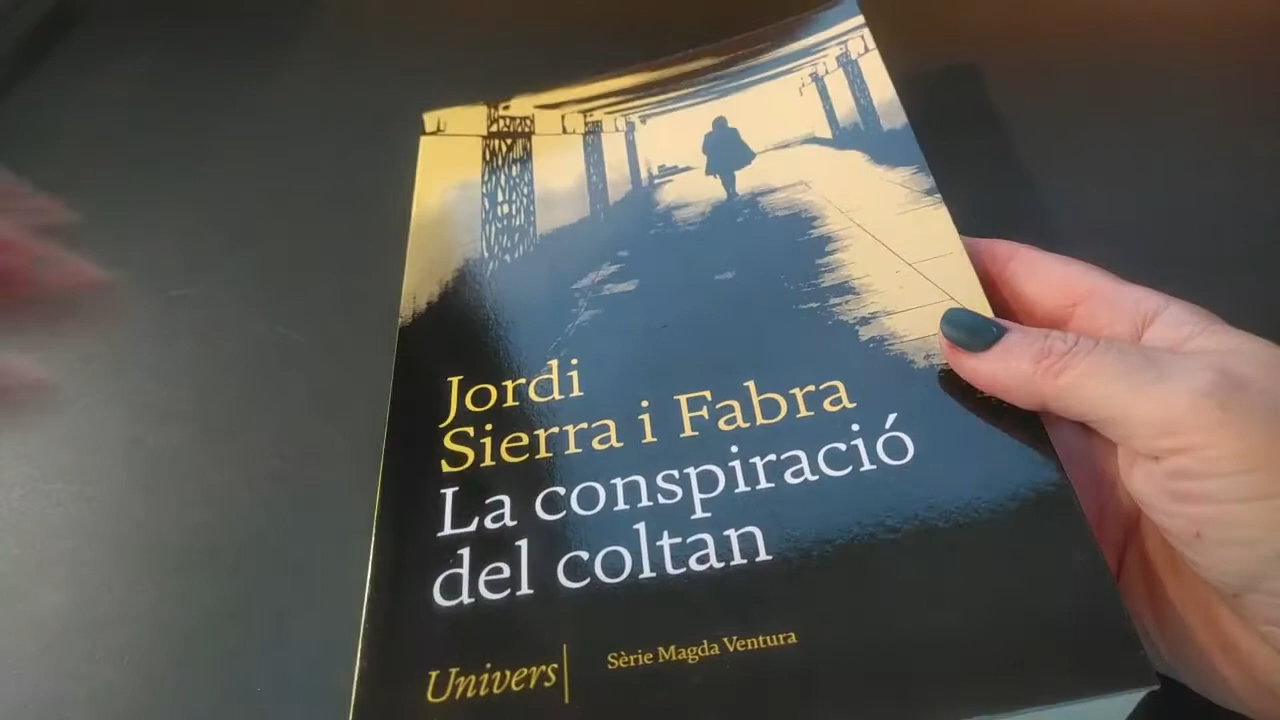 Jordi
Sierra i Fabra
La conspiració
del coltan
Univers
Sèrie Magda Ventura